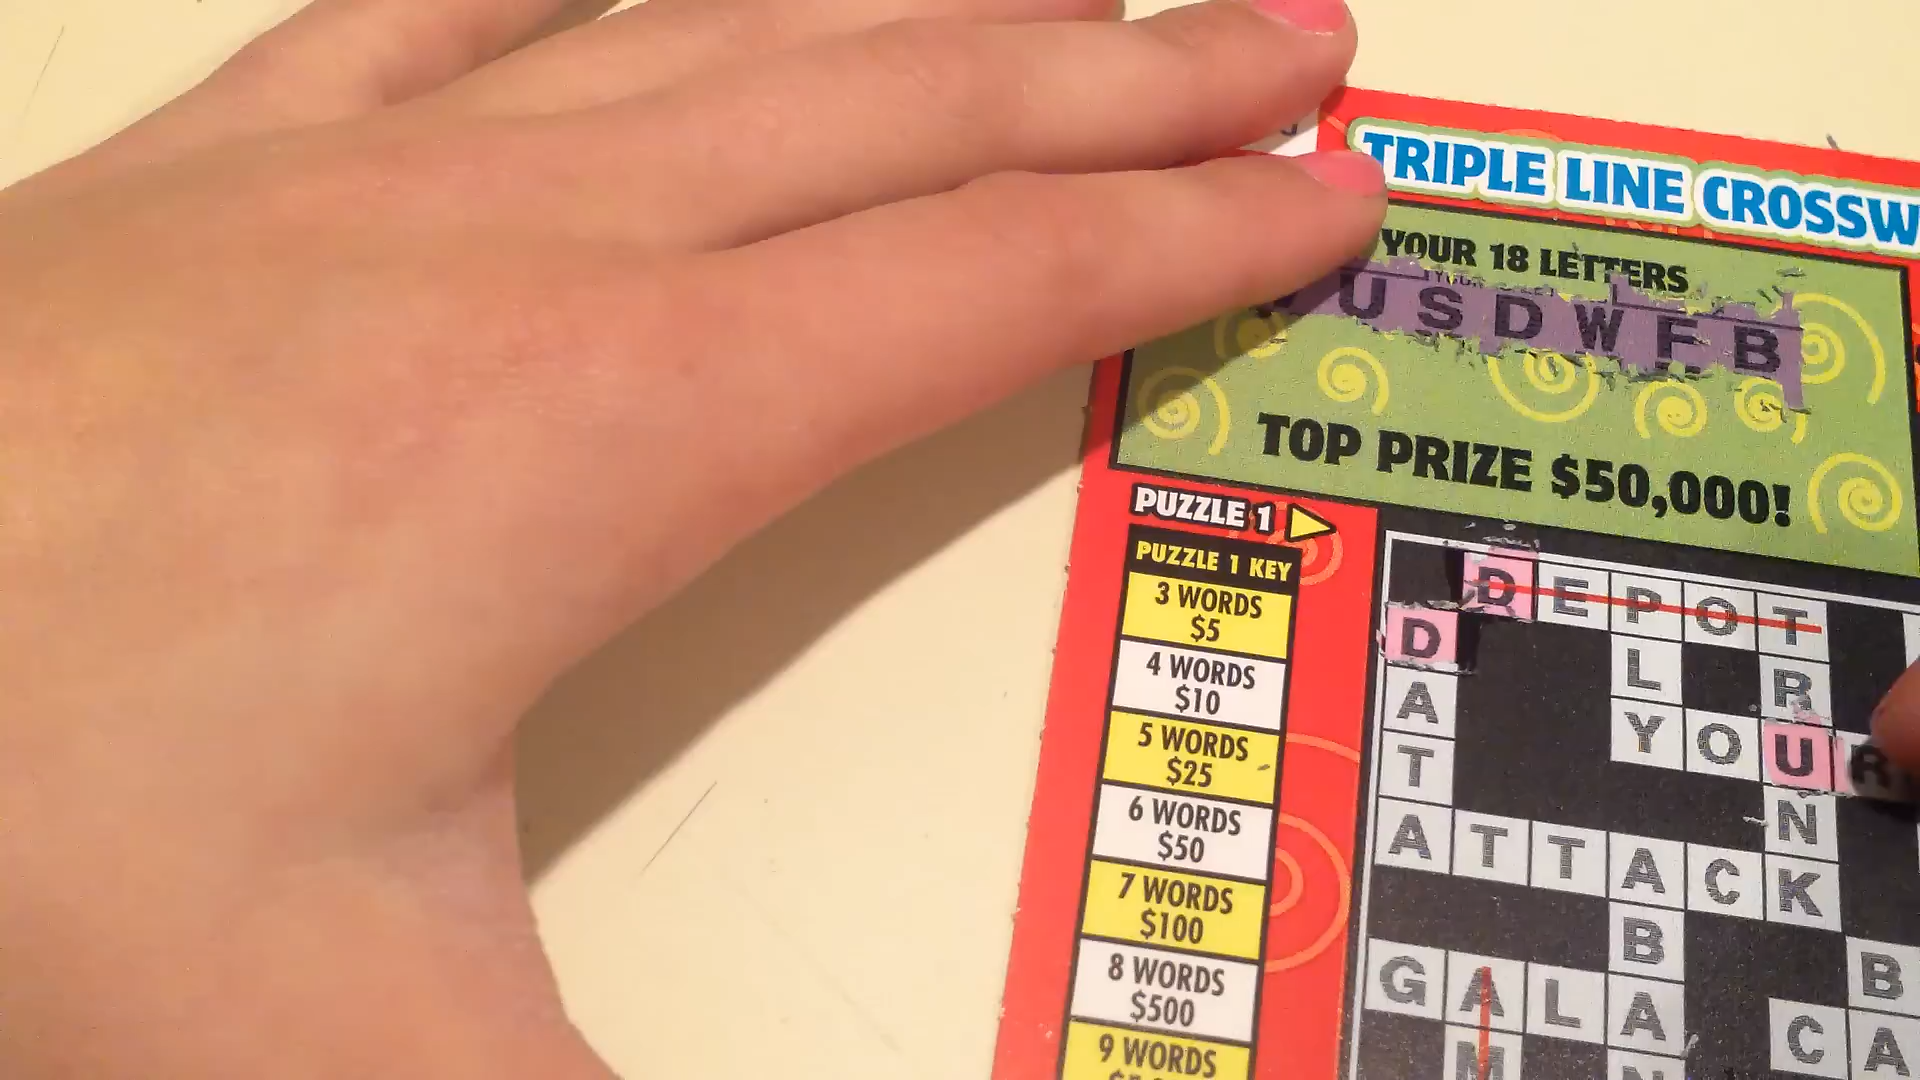 TRIPLE LINE CROSSW
YOUR 18 LETTERS
U S D W F B
TOP PRIZE $50,000!
PUZZLE 1
PUZZLE 1 KEY
3 WORDS
$5
4 WORDS
$10
5 WORDS
$25
6 WORDS
$50
7 WORDS
$100
8 WORDS
$500
9 WORDS
D E P O T
D L R
A Y O U R
T N
A T T A C K
B B
G A L A C A
M